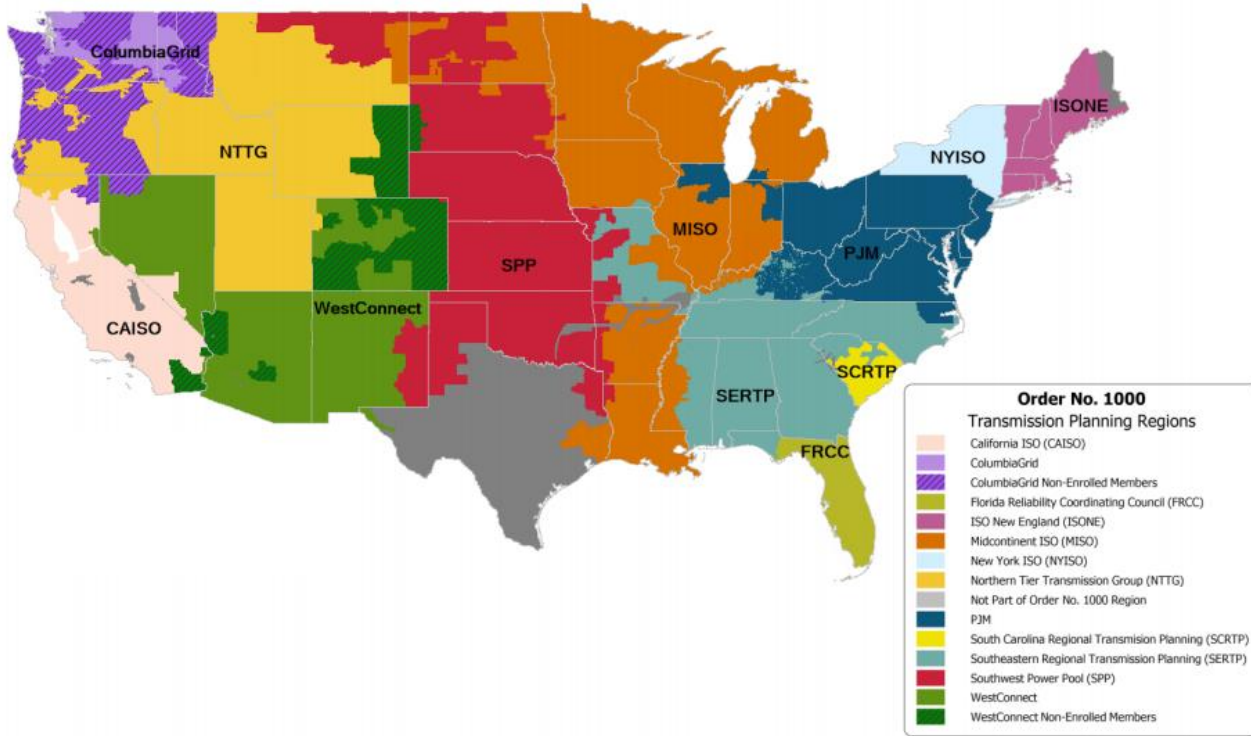 ColumbiaGrid
NTTG
CAISO
WestConnect
SPP
MISO
PJM
NYISO
ISONE
SERTP
SCRTP
FRCC
Order No. 1000
Transmission Planning Regions
California ISO (CAISO)
ColumbiaGrid
ColumbiaGrid Non-Enrolled Members
Florida Reliability Coordinating Council (FRCC)
ISO New England (ISONE)
Midcontinent ISO (MISO)
New York ISO (NYISO)
Northern Tier Transmission Group (NTTG)
Not Part of Order No. 1000 Region
PJM
South Carolina Regional Transmision Planning (SCRTP)
Southeastern Regional Transmission Planning (SERTP)
Southwest Power Pool (SPP)
WestConnect
WestConnect Non-Enrolled Members